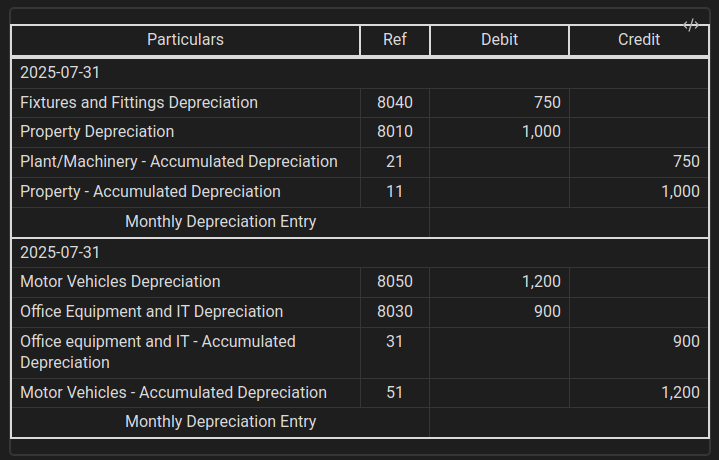 </>
Particulars Ref Debit Credit
2025-07-31
Fixtures and Fittings Depreciation 8040 750
Property Depreciation 8010 1,000
Plant/Machinery - Accumulated Depreciation 21 750
Property - Accumulated Depreciation 11 1,000
Monthly Depreciation Entry
2025-07-31
Motor Vehicles Depreciation 8050 1,200
Office Equipment and IT Depreciation 8030 900
Office equipment and IT - Accumulated 31 900
Depreciation
Motor Vehicles - Accumulated Depreciation 51 1,200
Monthly Depreciation Entry